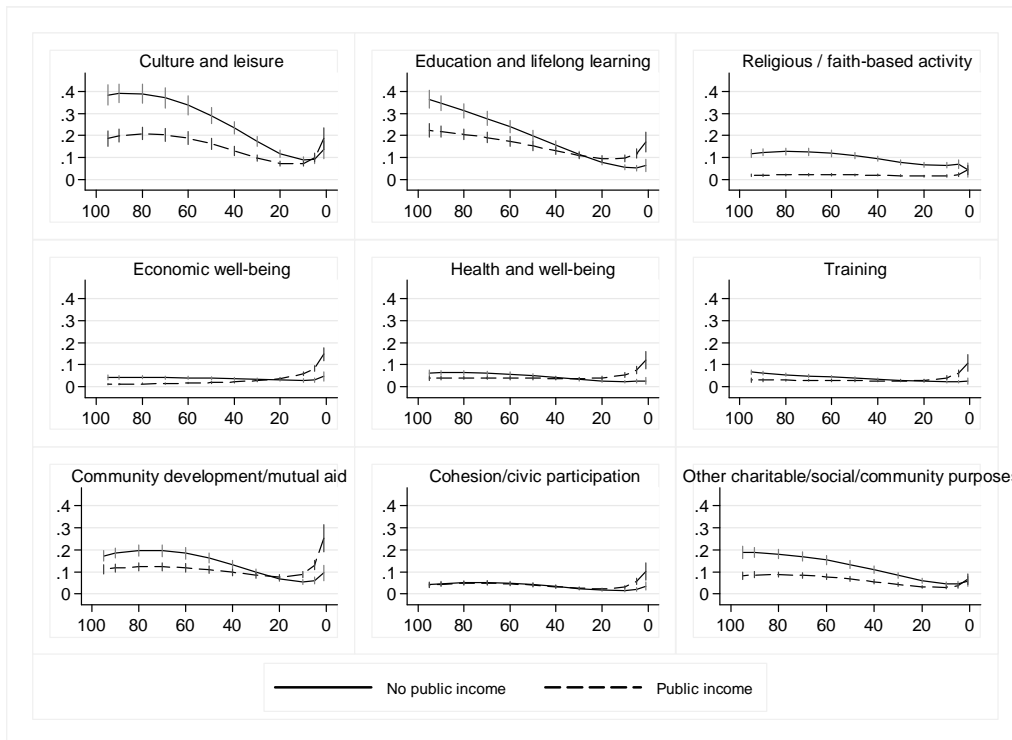 Culture and leisure
.4
.3
.2
.1
0
100 80 60 40 20 0
Education and lifelong learning
.4
.3
.2
.1
0
100 80 60 40 20 0
Religious / faith-based activity
.4
.3
.2
.1
0
100 80 60 40 20 0
Economic well-being
.4
.3
.2
.1
0
100 80 60 40 20 0
Health and well-being
.4
.3
.2
.1
0
100 80 60 40 20 0
Training
.4
.3
.2
.1
0
100 80 60 40 20 0
Community development/mutual aid
.4
.3
.2
.1
0
100 80 60 40 20 0
Cohesion/civic participation
.4
.3
.2
.1
0
100 80 60 40 20 0
Other charitable/social/community purposes
.4
.3
.2
.1
0
100 80 60 40 20 0
No public income Public income